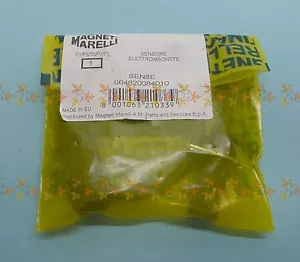 MAGNETI
MARELLI
SENSORE
ELETTROMAGNETE
1
SEN8E
064820084010
MADE IN EU
8 001063 210339
Distributed by Magneti Marelli A.M. Parts and Services S.p.A.
MAGNETI